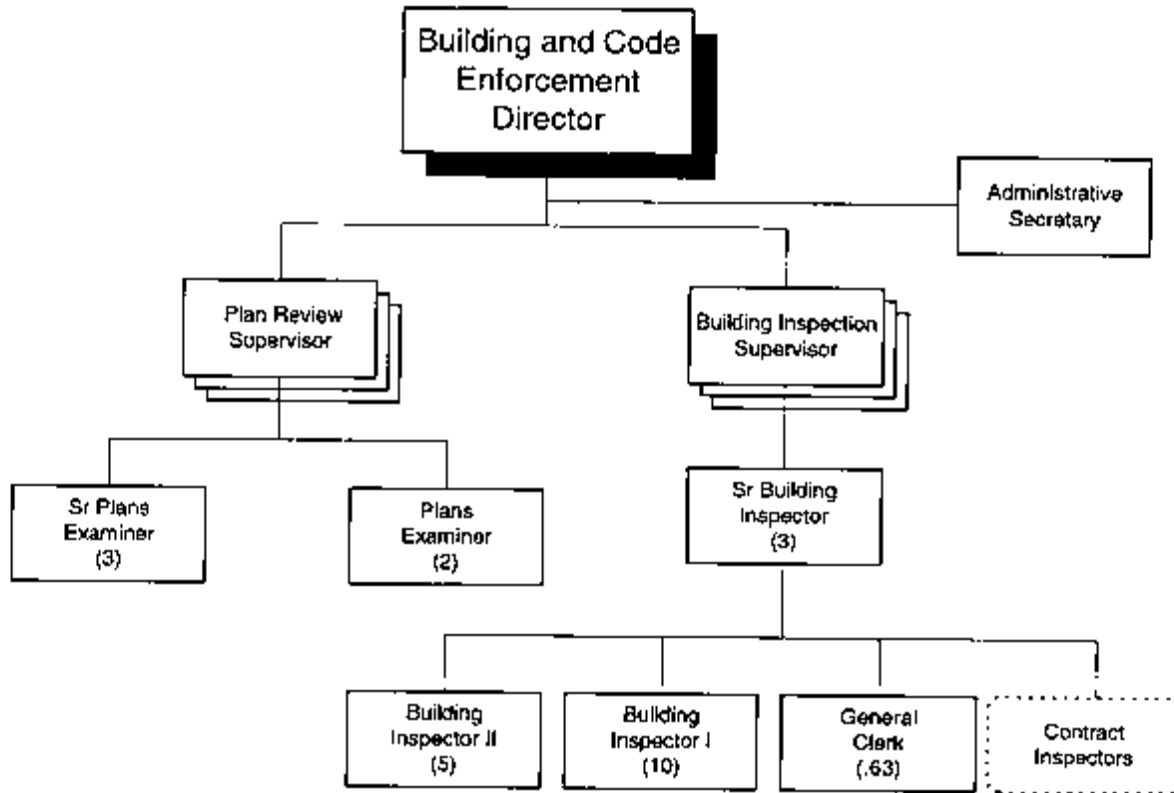 Building and Code
Enforcement
Director
Administrative
Secretary
Plan Review
Supervisor
Building Inspection
Supervisor
Sr Plans
Examiner
(3)
Plans
Examiner
(2)
Sr Building
Inspector
(3)
Building
Inspector II
(5)
Building
Inspector I
(10)
General
Clerk
(.63)
Contract
Inspectors